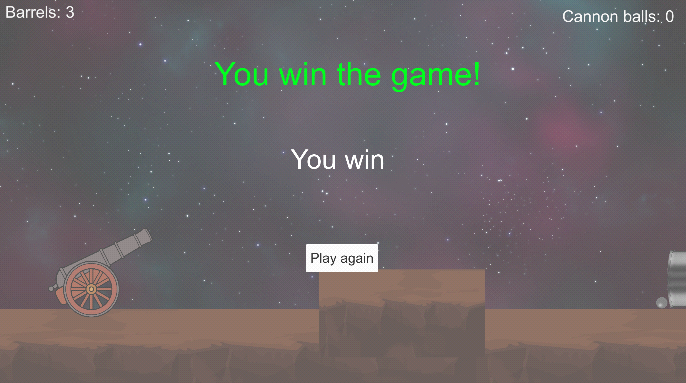 Barrels: 3
Cannon balls: 0
You win the game!
You win
Play again